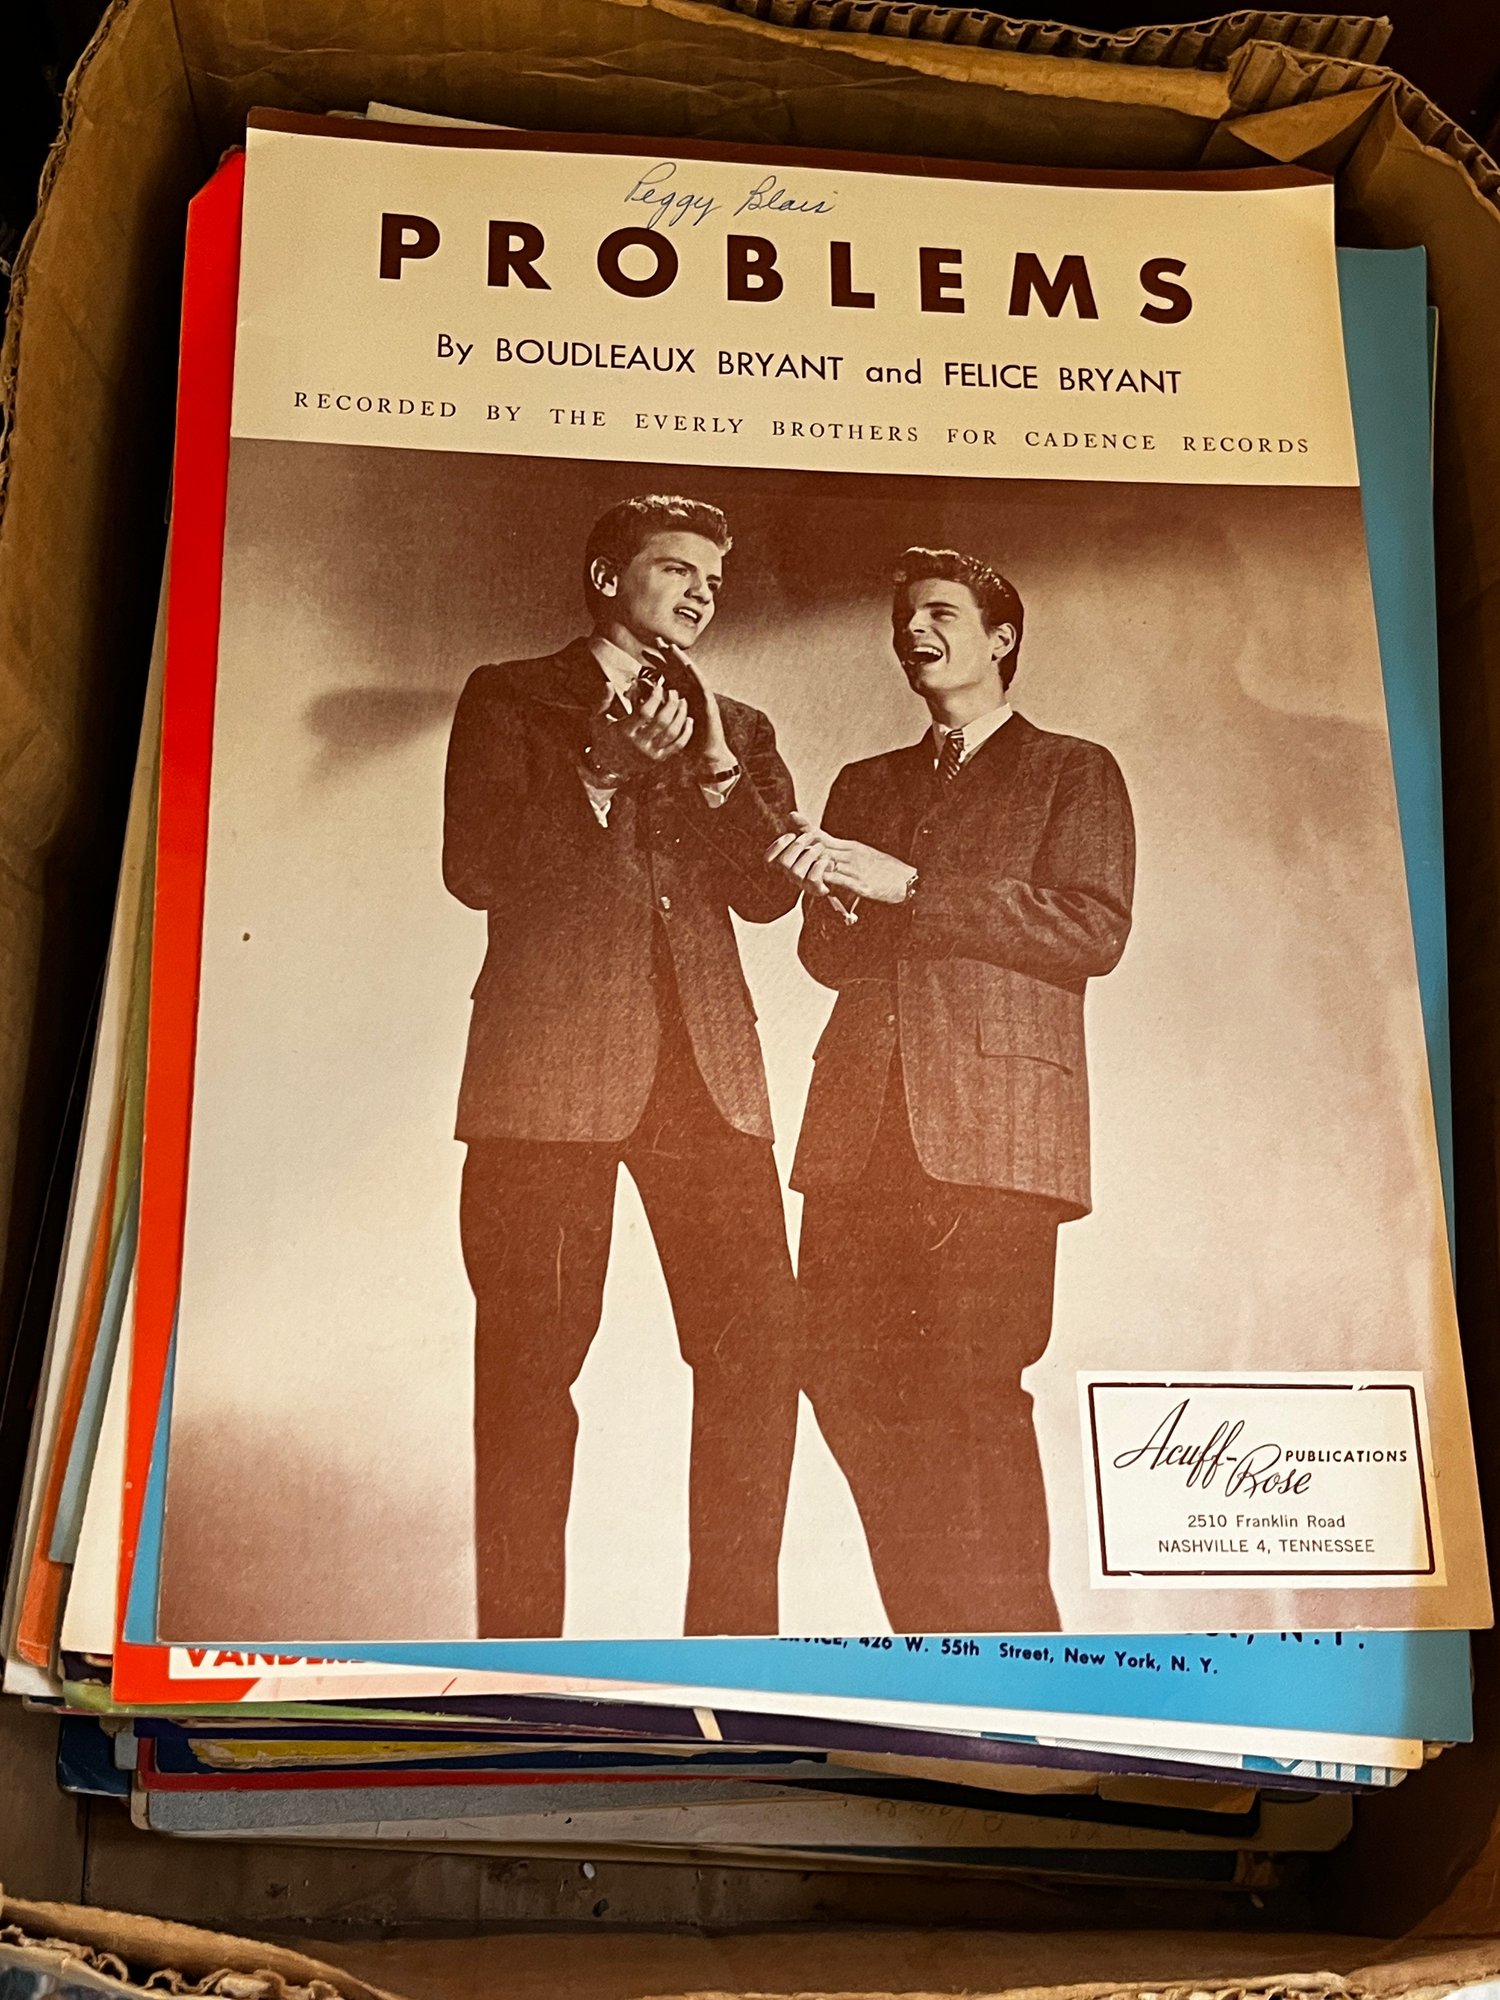 Peggy Blais
PROBLEMS
By BOUDLEAUX BRYANT and FELICE BRYANT
RECORDED BY THE EVERLY BROTHERS FOR CADENCE RECORDS
Acuff-Rose PUBLICATIONS
2510 Franklin Road
NASHVILLE 4, TENNESSEE
N.Y.
426 W. 55th Street, New York, N. Y.